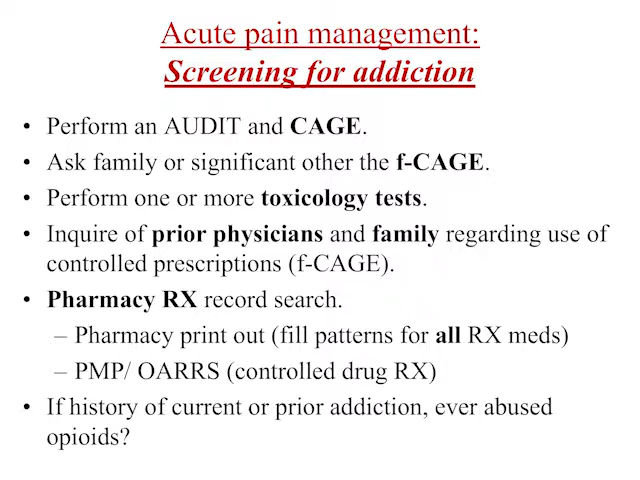 Acute pain management:
Screening for addiction
• Perform an AUDIT and CAGE.
• Ask family or significant other the f-CAGE.
• Perform one or more toxicology tests.
• Inquire of prior physicians and family regarding use of
controlled prescriptions (f-CAGE).
• Pharmacy RX record search.
– Pharmacy print out (fill patterns for all RX meds)
– PMP/ OARRS (controlled drug RX)
• If history of current or prior addiction, ever abused
opioids?